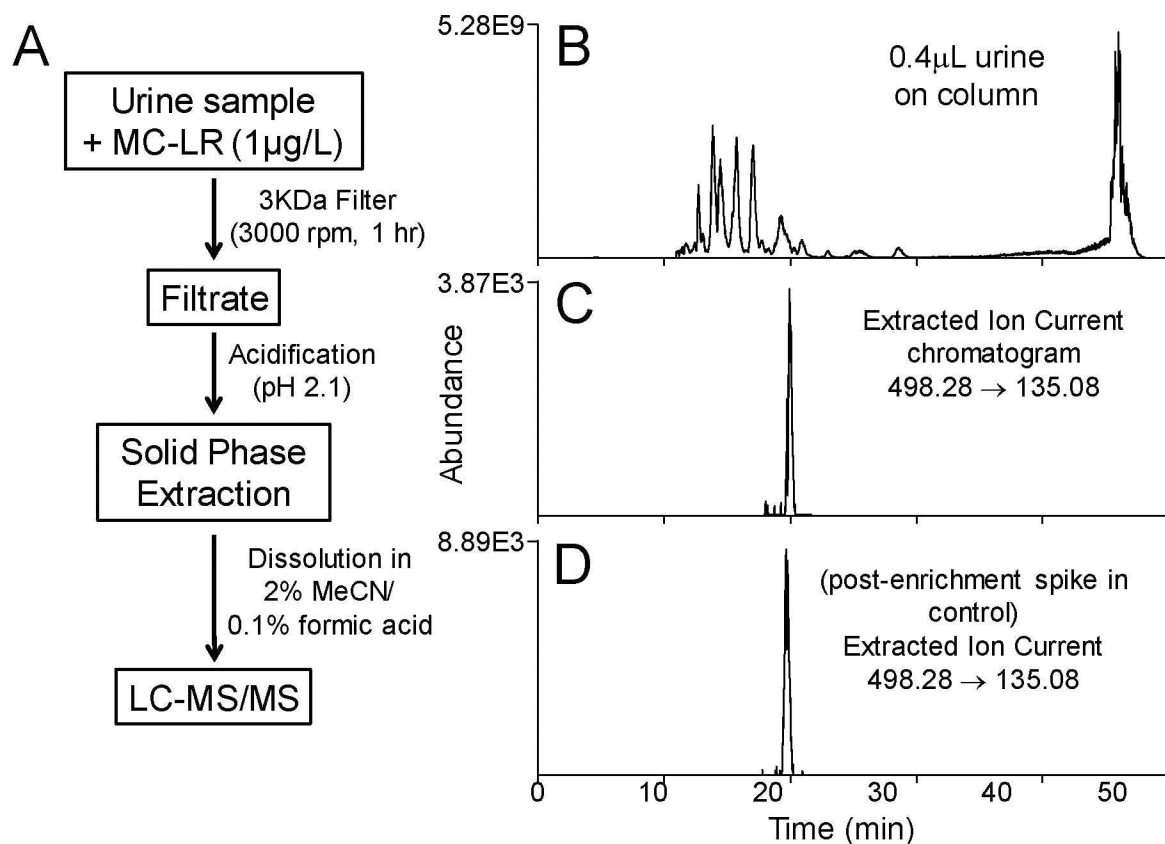 A
Urine sample
+ MC-LR (1µg/L)
3KDa Filter
(3000 rpm, 1 hr)
Filtrate
Acidification
(pH 2.1)
Solid Phase
Extraction
Dissolution in
2% MeCN/
0.1% formic acid
LC-MS/MS
5.28E9
B
0.4µL urine
on column
3.87E3
C
Extracted Ion Current
chromatogram
498.28 → 135.08
Abundance
8.89E3
D
(post-enrichment spike in
control)
Extracted Ion Current
498.28 → 135.08
0 10 20 30 40 50
Time (min)